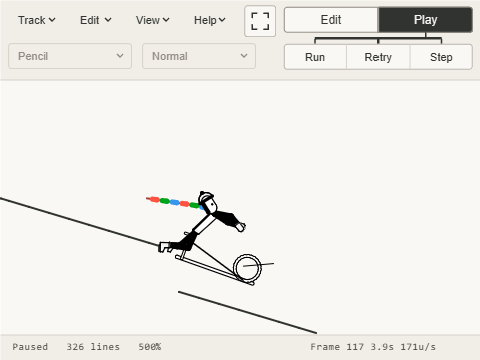 Track Edit View Help Edit Play
Pencil Normal Run Retry Step
Paused 326 lines 500% Frame 117 3.9s 171u/s